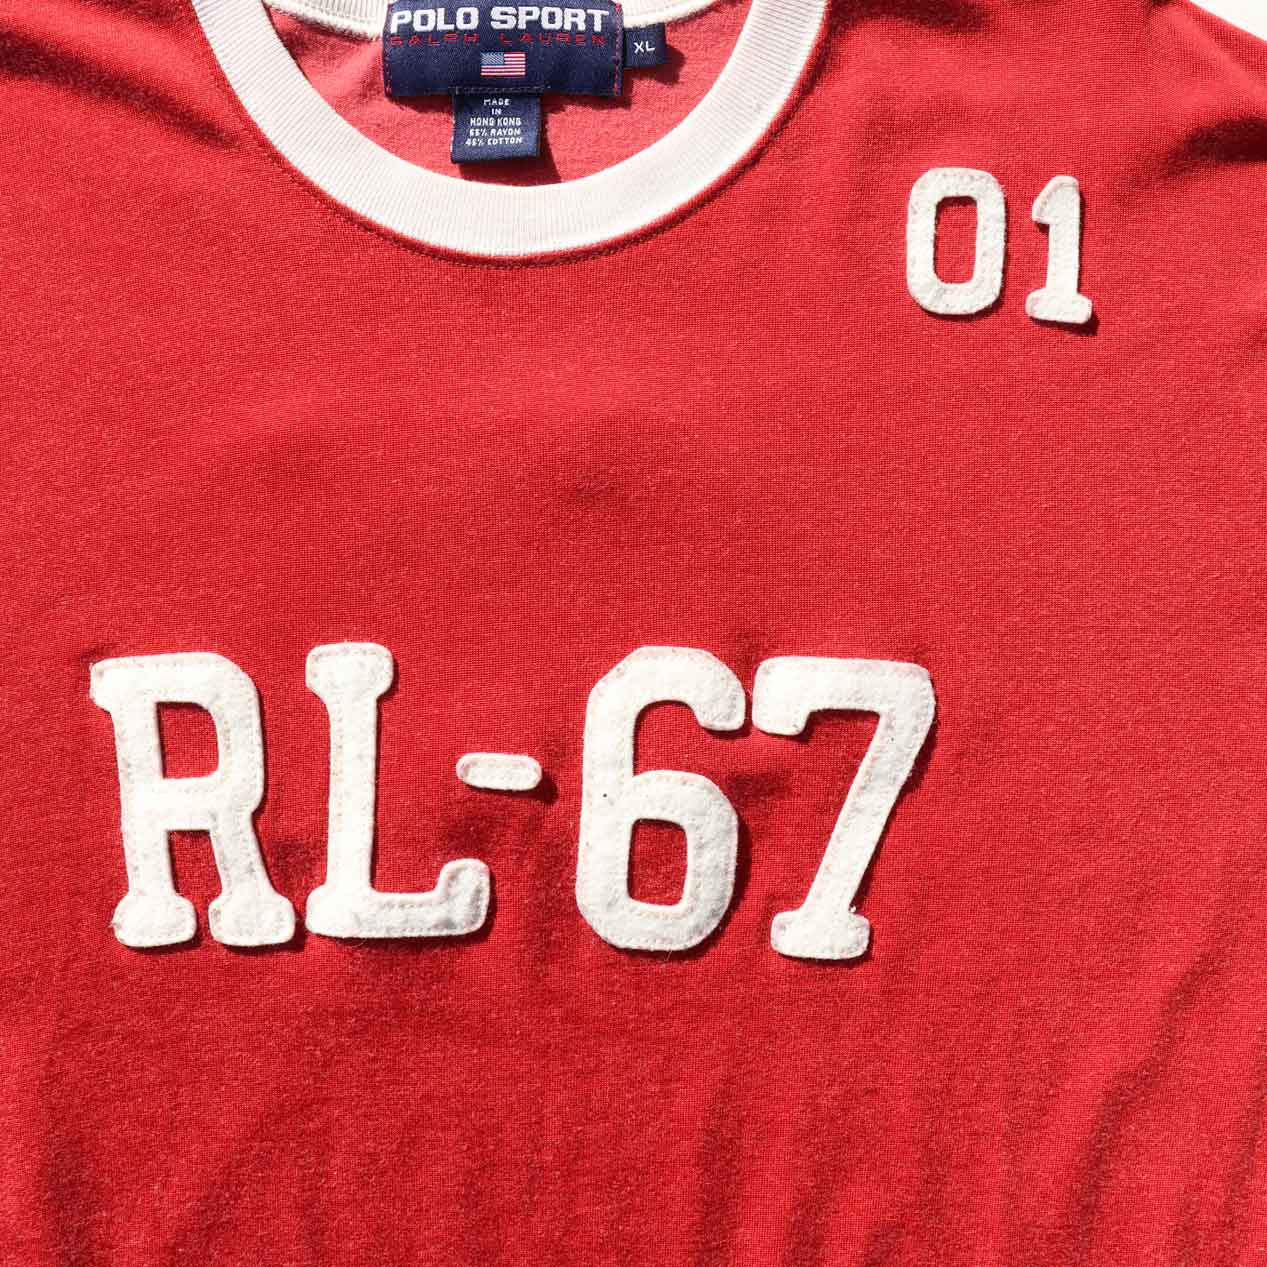 POLO SPORT
RALPH LAUREN
XL
MADE
IN
HONG KONG
55% RAYON
45% COTTON
01
RL-67